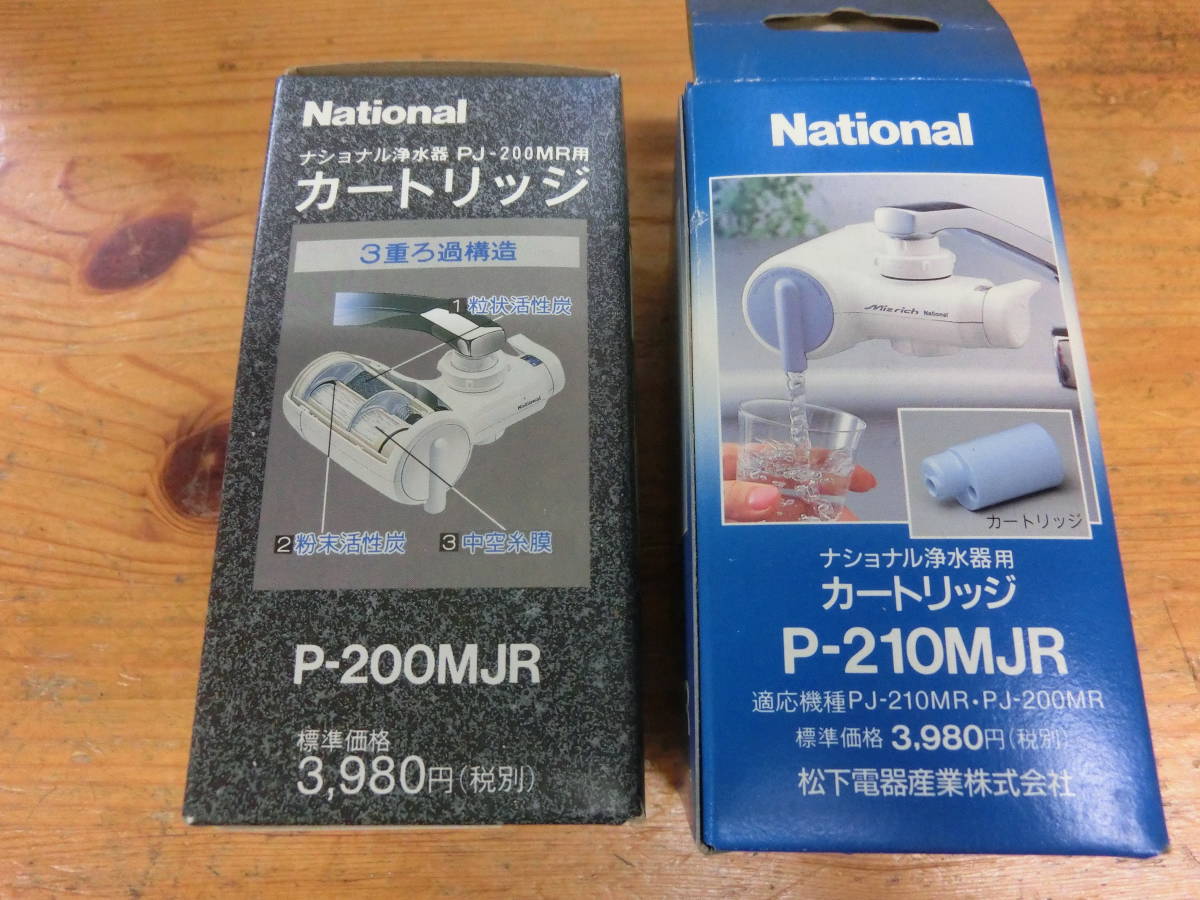 National
ナショナル浄水器 PJ-200MR用
カートリッジ
3重ろ過構造
1 粒状活性炭
National
2 粉末活性炭
3 中空糸膜
P-200MJR
標準価格
3,980円(税別)
National
Mizrich National
カートリッジ
ナショナル浄水器用
カートリッジ
P-210MJR
適応機種PJ-210MR・PJ-200MR
標準価格 3,980円(税別)
松下電器産業株式会社